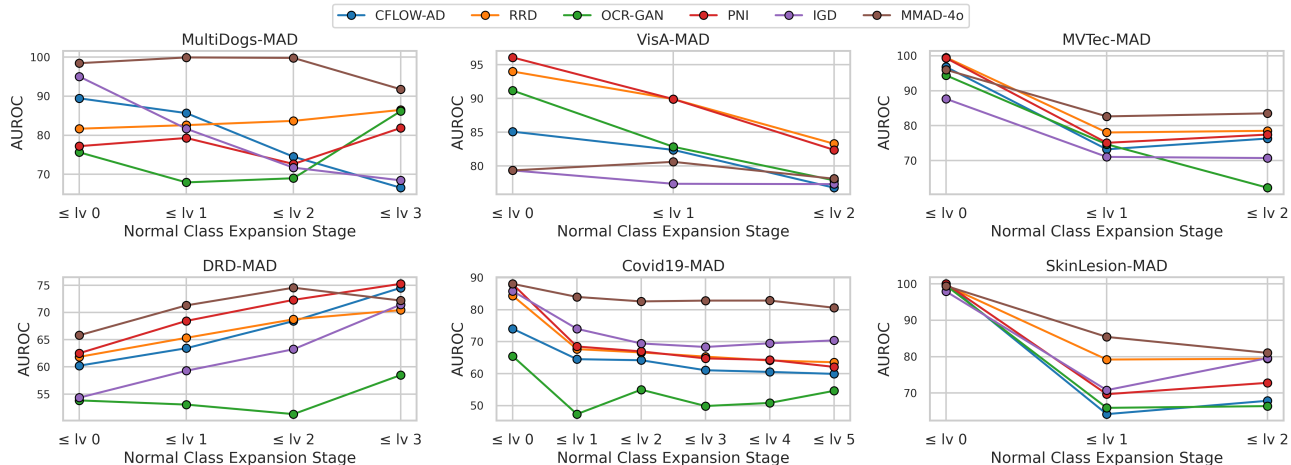 CFLOW-AD RRD OCR-GAN PNI IGD MMAD-4o
MultiDogs-MAD
AUROC
100
90
80
70
≤ lv 0 ≤ lv 1 ≤ lv 2 ≤ lv 3
Normal Class Expansion Stage
VisA-MAD
AUROC
95
90
85
80
≤ lv 0 ≤ lv 1 ≤ lv 2
Normal Class Expansion Stage
MVTec-MAD
AUROC
100
90
80
70
≤ lv 0 ≤ lv 1 ≤ lv 2
Normal Class Expansion Stage
DRD-MAD
AUROC
75
70
65
60
55
≤ lv 0 ≤ lv 1 ≤ lv 2 ≤ lv 3
Normal Class Expansion Stage
Covid19-MAD
AUROC
90
80
70
60
50
≤ lv 0 ≤ lv 1 ≤ lv 2 ≤ lv 3 ≤ lv 4 ≤ lv 5
Normal Class Expansion Stage
SkinLesion-MAD
AUROC
100
90
80
70
≤ lv 0 ≤ lv 1 ≤ lv 2
Normal Class Expansion Stage